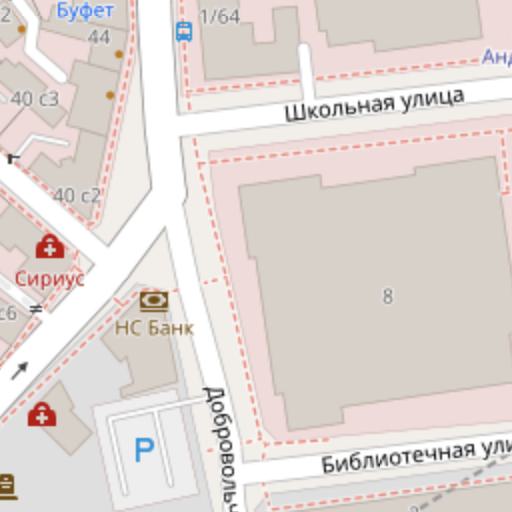 Буфет
2
44
1/64
Анд
40 с3
Школьная улица
40 с2
Сириус
с6
НС Банк
8
P
Добровольч
Библиотечная ули